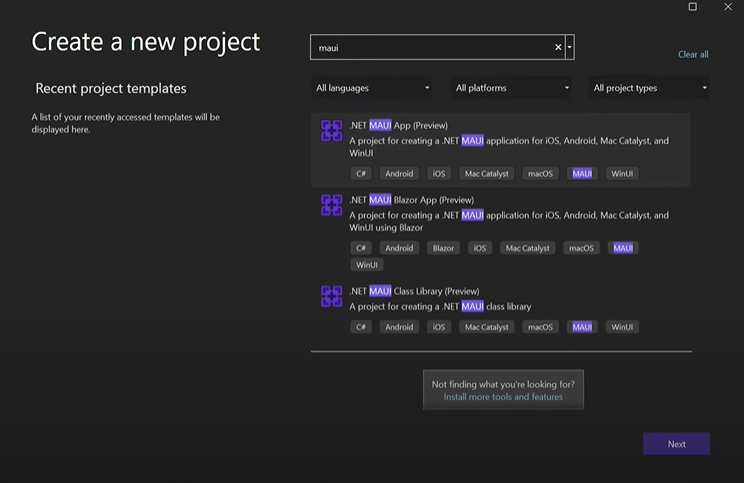 Create a new project
maui
Clear all
Recent project templates
All languages
All platforms
All project types
A list of your recently accessed templates will be
displayed here.
.NET MAUI App (Preview)
A project for creating a .NET MAUI application for iOS, Android, Mac Catalyst, and
WinUI
C# Android iOS Mac Catalyst macOS MAUI WinUI
.NET MAUI Blazor App (Preview)
A project for creating a .NET MAUI application for iOS, Android, Mac Catalyst, and
WinUI using Blazor
C# Android Blazor iOS Mac Catalyst macOS MAUI
WinUI
.NET MAUI Class Library (Preview)
A project for creating a .NET MAUI class library
C# Android iOS Mac Catalyst macOS MAUI WinUI
Not finding what you're looking for?
Install more tools and features
Next